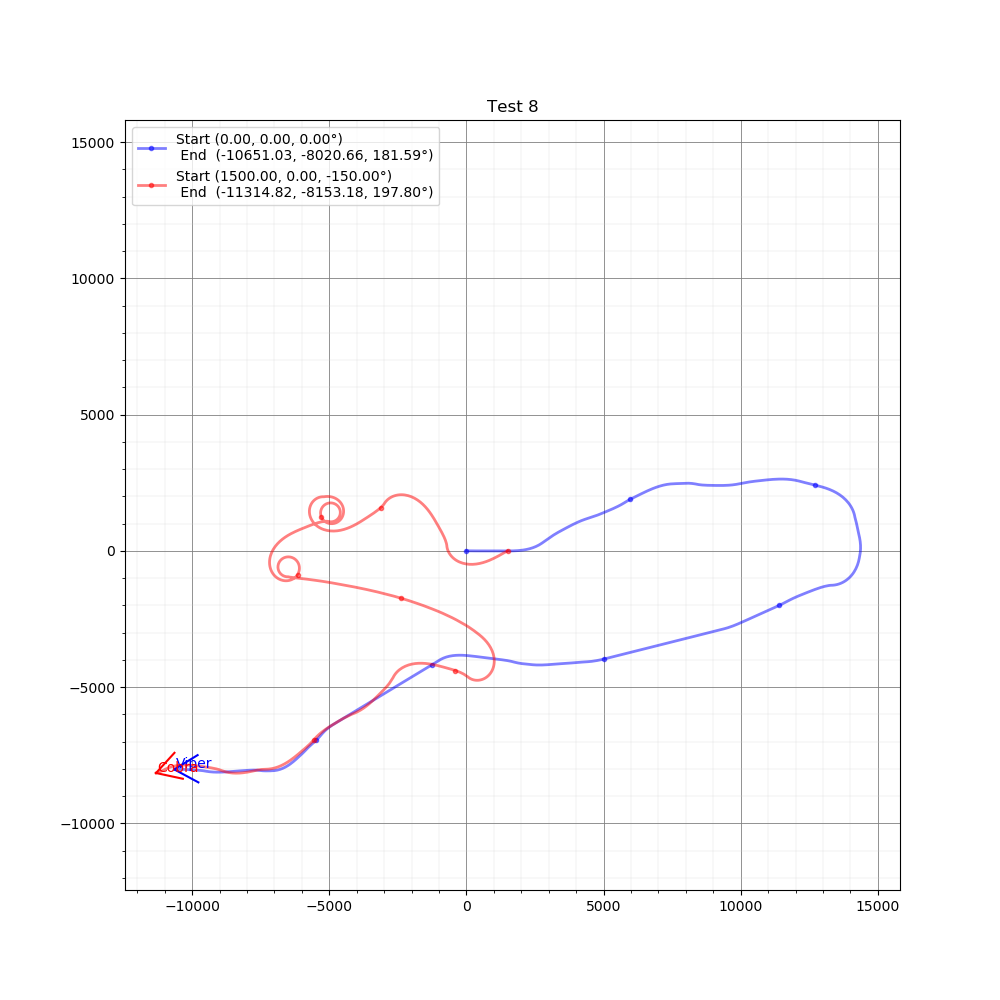 Test 8
Start (0.00, 0.00, 0.00°)
End  (-10651.03, -8020.66, 181.59°)
Start (1500.00, 0.00, -150.00°)
End  (-11314.82, -8153.18, 197.80°)
15000
10000
5000
0
−5000
−10000
Viper
−10000
−5000
0
5000
10000
15000